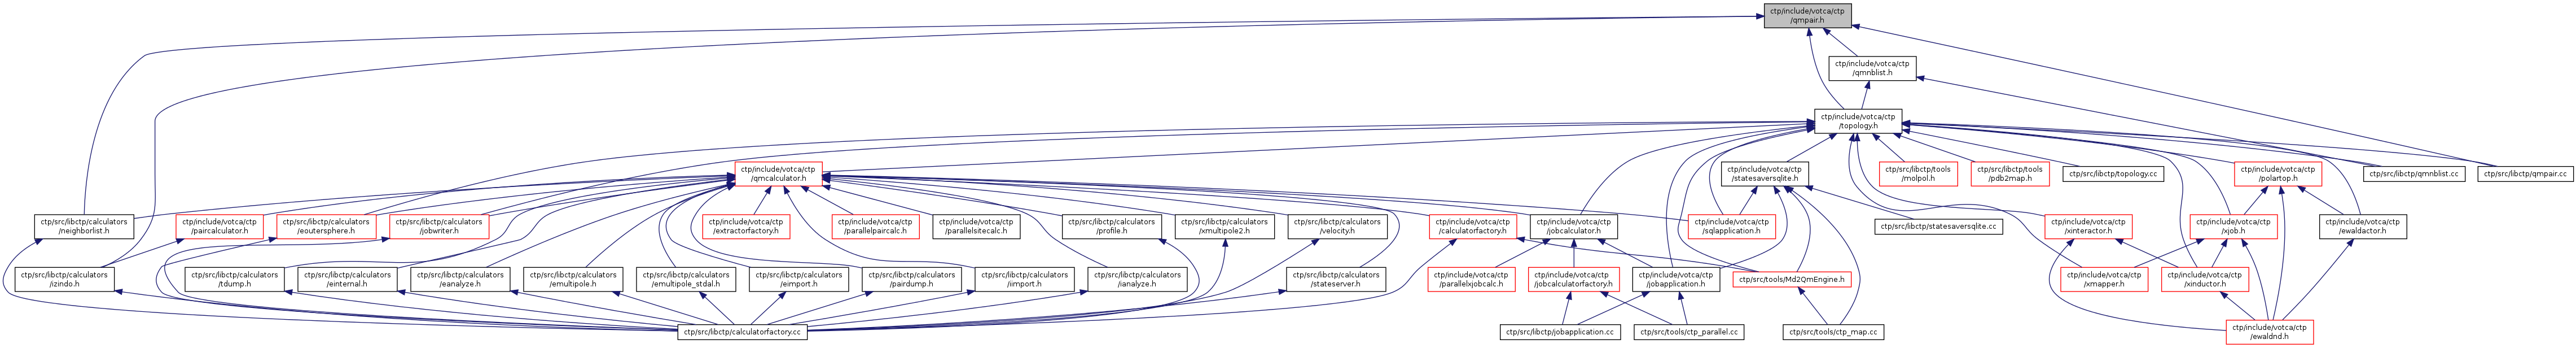 ctp/include/votca/ctp
/qmpair.h
ctp/include/votca/ctp
/qmnblist.h
ctp/include/votca/ctp
/topology.h
ctp/include/votca/ctp
/qmcalculator.h
ctp/include/votca/ctp
/statesaversqlite.h
ctp/src/libctp/tools
/molpol.h
ctp/src/libctp/tools
/pdb2map.h
ctp/src/libctp/topology.cc
ctp/include/votca/ctp
/polartop.h
ctp/src/libctp/qmnblist.cc
ctp/src/libctp/qmpair.cc
ctp/src/libctp/calculators
/neighborlist.h
ctp/include/votca/ctp
/paircalculator.h
ctp/src/libctp/calculators
/eoutersphere.h
ctp/src/libctp/calculators
/jobwriter.h
ctp/include/votca/ctp
/extractorfactory.h
ctp/include/votca/ctp
/parallelpaircalc.h
ctp/include/votca/ctp
/parallelsitecalc.h
ctp/src/libctp/calculators
/profile.h
ctp/src/libctp/calculators
/xmultipole2.h
ctp/src/libctp/calculators
/velocity.h
ctp/include/votca/ctp
/calculatorfactory.h
ctp/include/votca/ctp
/jobcalculator.h
ctp/include/votca/ctp
/sqlapplication.h
ctp/src/libctp/statesaversqlite.cc
ctp/include/votca/ctp
/xinteractor.h
ctp/include/votca/ctp
/xjob.h
ctp/include/votca/ctp
/ewaldactor.h
ctp/src/libctp/calculators
/izindo.h
ctp/src/libctp/calculators
/tdump.h
ctp/src/libctp/calculators
/einternal.h
ctp/src/libctp/calculators
/eanalyze.h
ctp/src/libctp/calculators
/emultipole.h
ctp/src/libctp/calculators
/emultipole_stdal.h
ctp/src/libctp/calculators
/eimport.h
ctp/src/libctp/calculators
/pairdump.h
ctp/src/libctp/calculators
/iimport.h
ctp/src/libctp/calculators
/ianalyze.h
ctp/src/libctp/calculators
/stateserver.h
ctp/include/votca/ctp
/parallelxjobcalc.h
ctp/include/votca/ctp
/jobcalculatorfactory.h
ctp/include/votca/ctp
/jobapplication.h
ctp/src/tools/Md2QmEngine.h
ctp/include/votca/ctp
/xmapper.h
ctp/include/votca/ctp
/xinductor.h
ctp/src/libctp/calculatorfactory.cc
ctp/src/libctp/jobapplication.cc
ctp/src/tools/ctp_parallel.cc
ctp/src/tools/ctp_map.cc
ctp/include/votca/ctp
/ewaldnd.h